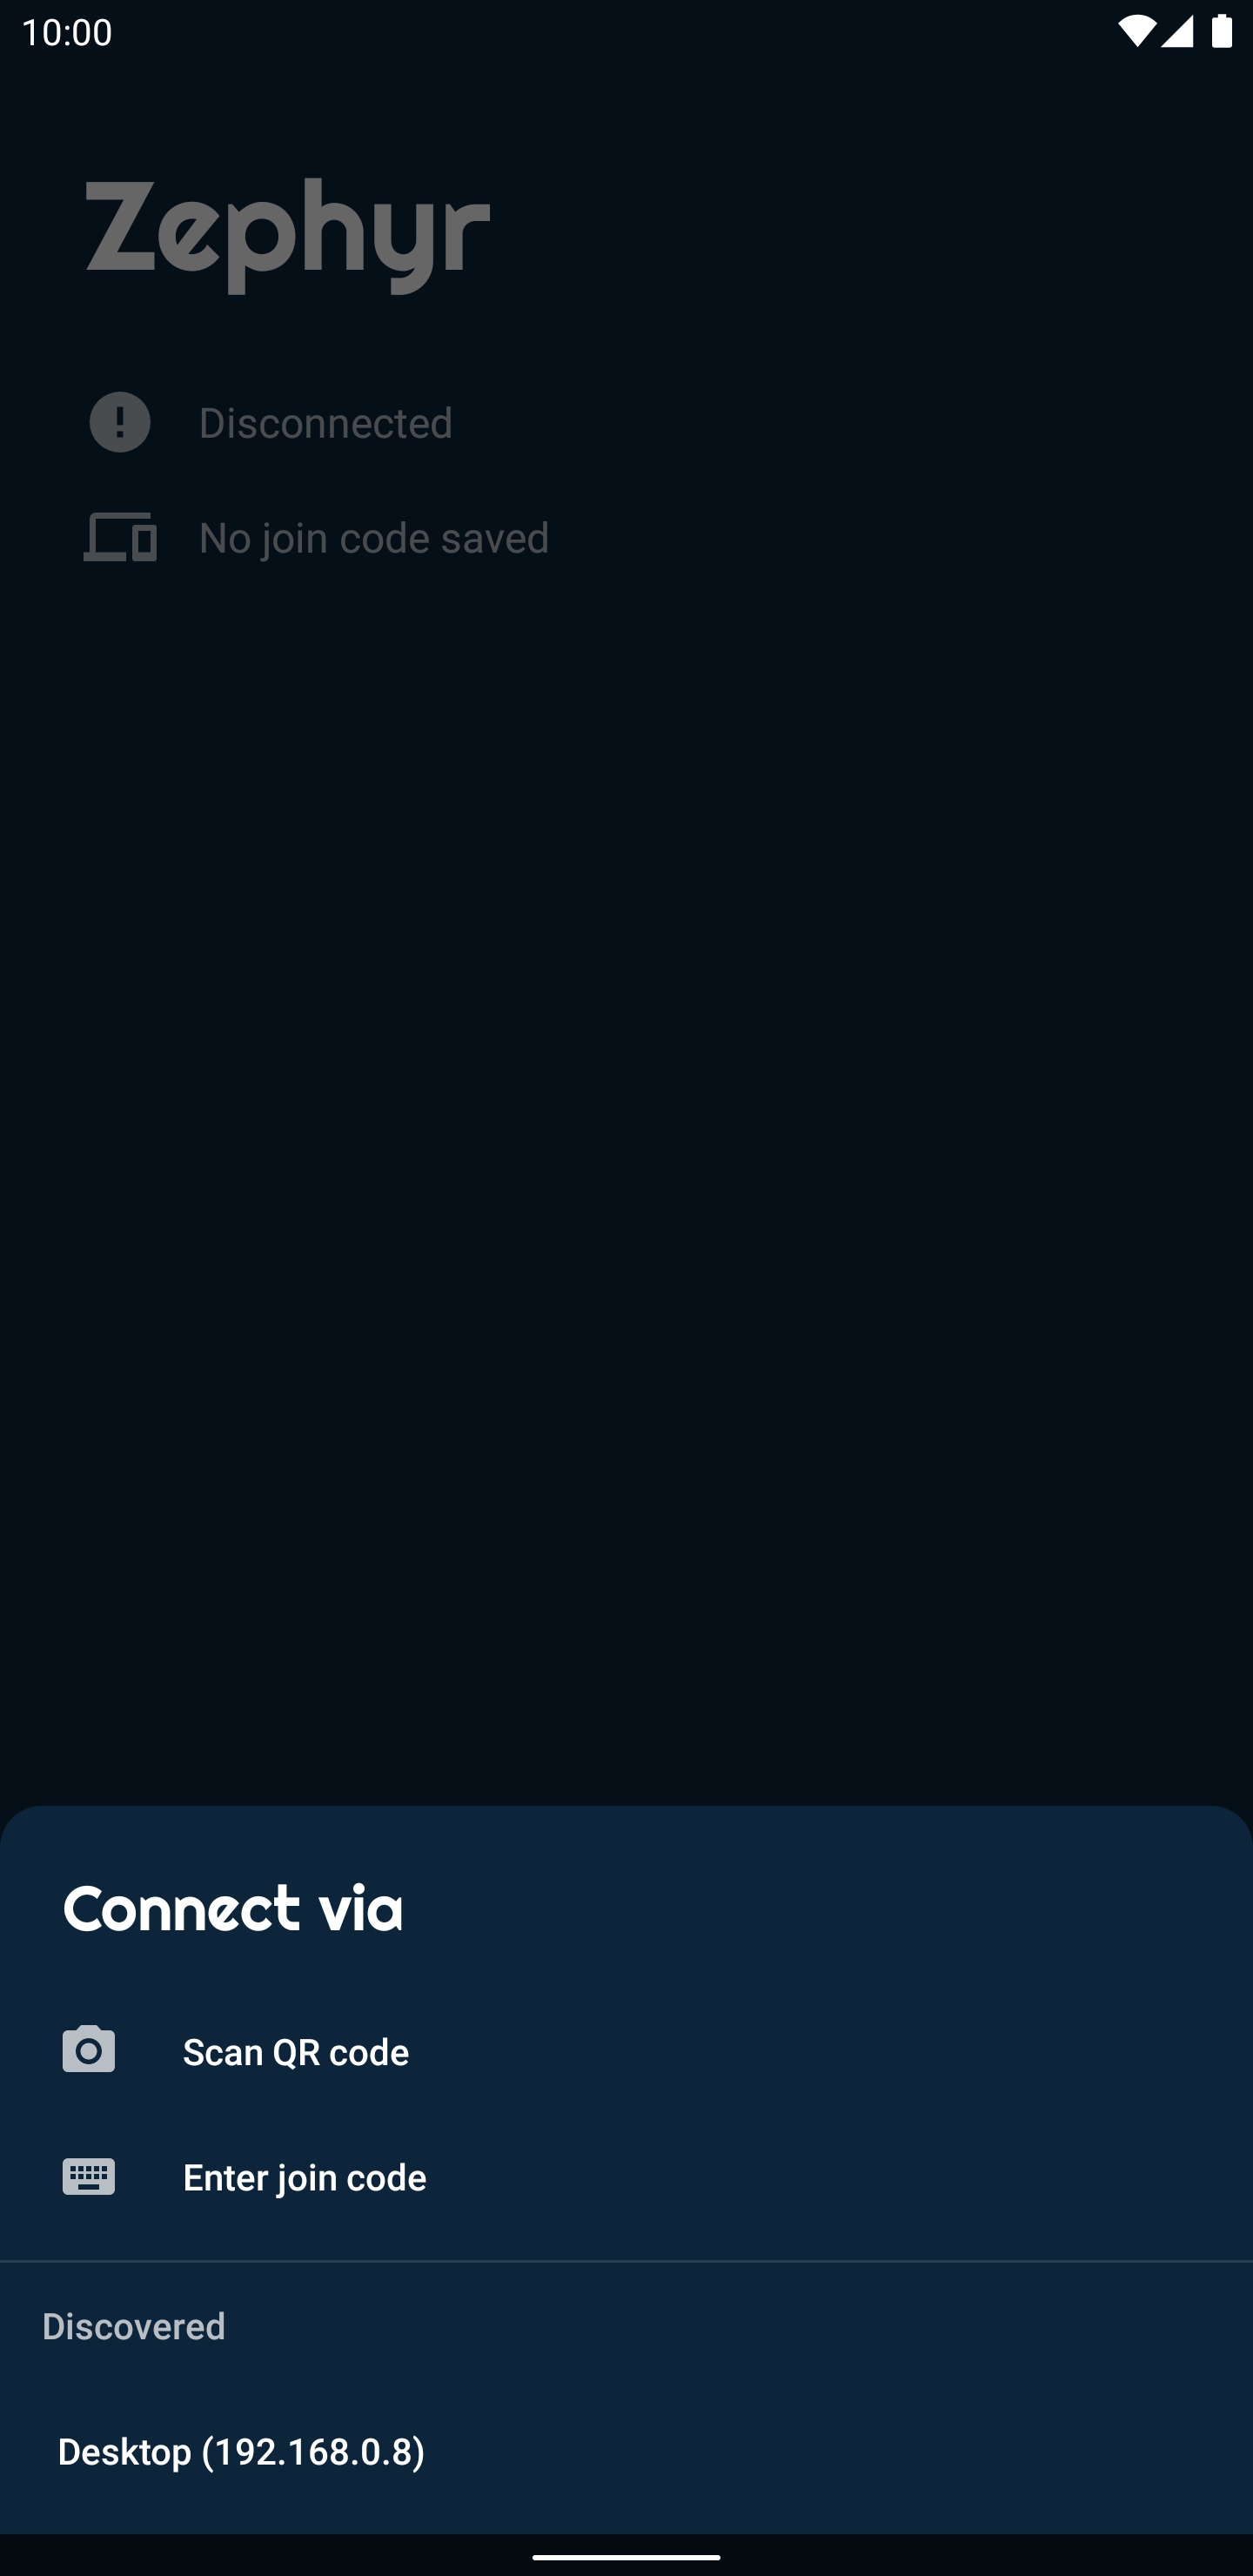 10:00
Zephyr
Disconnected
No join code saved
Connect via
Scan QR code
Enter join code
Discovered
Desktop (192.168.0.8)